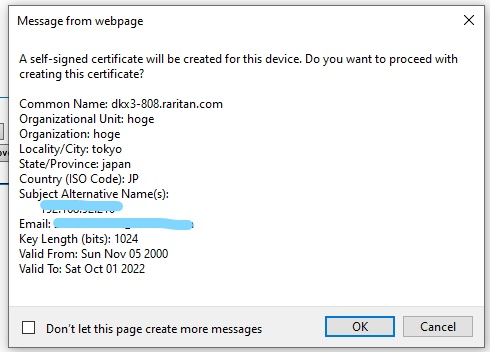 Message from webpage
A self-signed certificate will be created for this device. Do you want to proceed with
creating this certificate?
Common Name: dkx3-808.raritan.com
Organizational Unit: hoge
Organization: hoge
Locality/City: tokyo
State/Province: japan
Country (ISO Code): JP
Subject Alternative Name(s):
Email:
Key Length (bits): 1024
Valid From: Sun Nov 05 2000
Valid To: Sat Oct 01 2022
Don't let this page create more messages
OK
Cancel